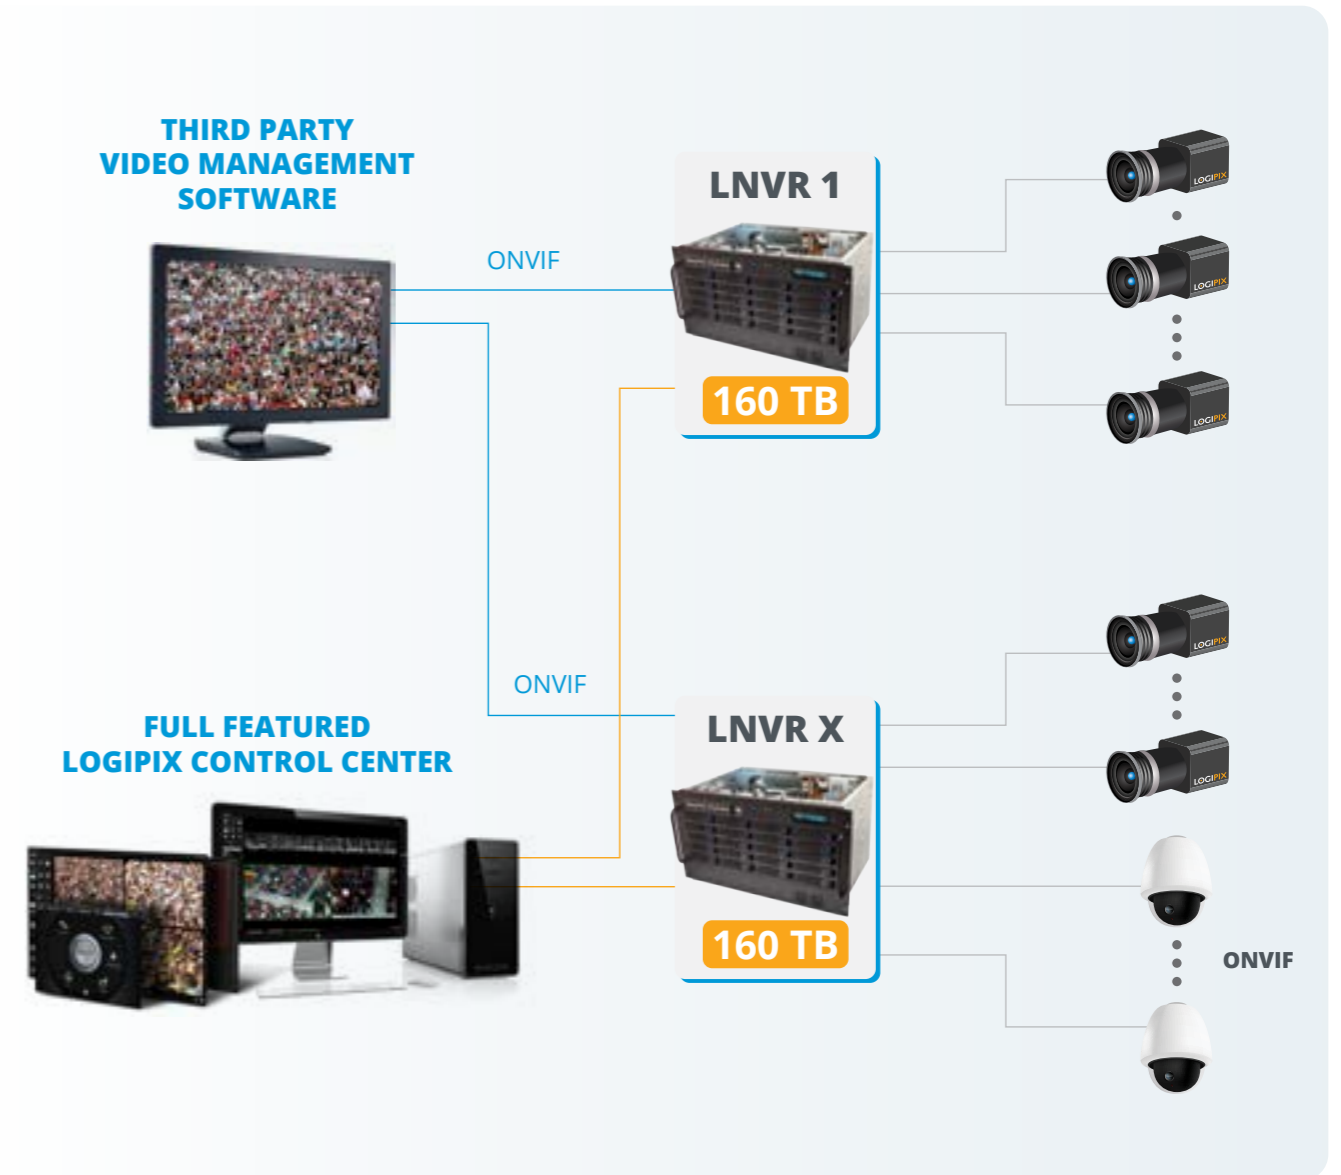 THIRD PARTY
VIDEO MANAGEMENT
SOFTWARE
ONVIF
LNVR 1
160 TB
LOGIPIX
LOGIPIX
LOGIPIX
ONVIF
FULL FEATURED
LOGIPIX CONTROL CENTER
LNVR X
160 TB
LOGIPIX
LOGIPIX
ONVIF